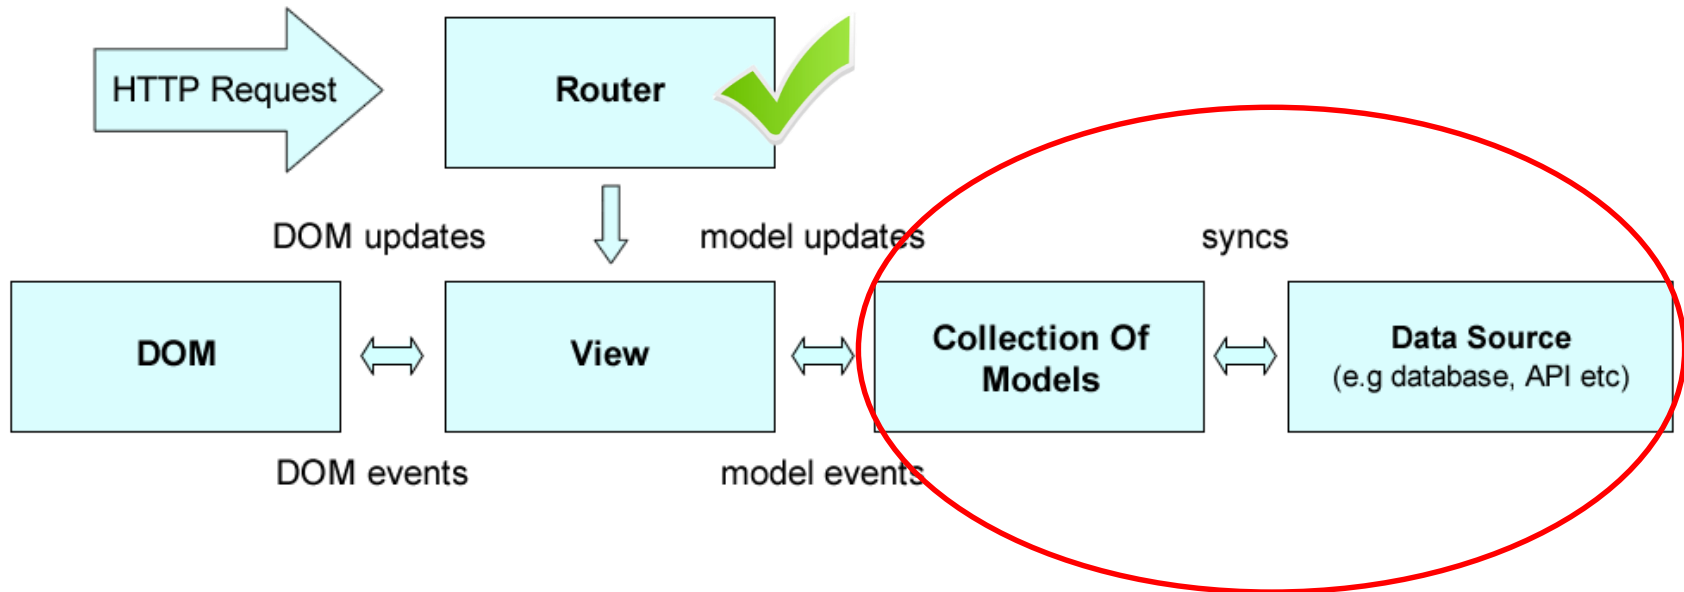 HTTP Request
Router
DOM updates
model updates
syncs
DOM
View
Collection Of
Models
Data Source
(e.g database, API etc)
DOM events
model events